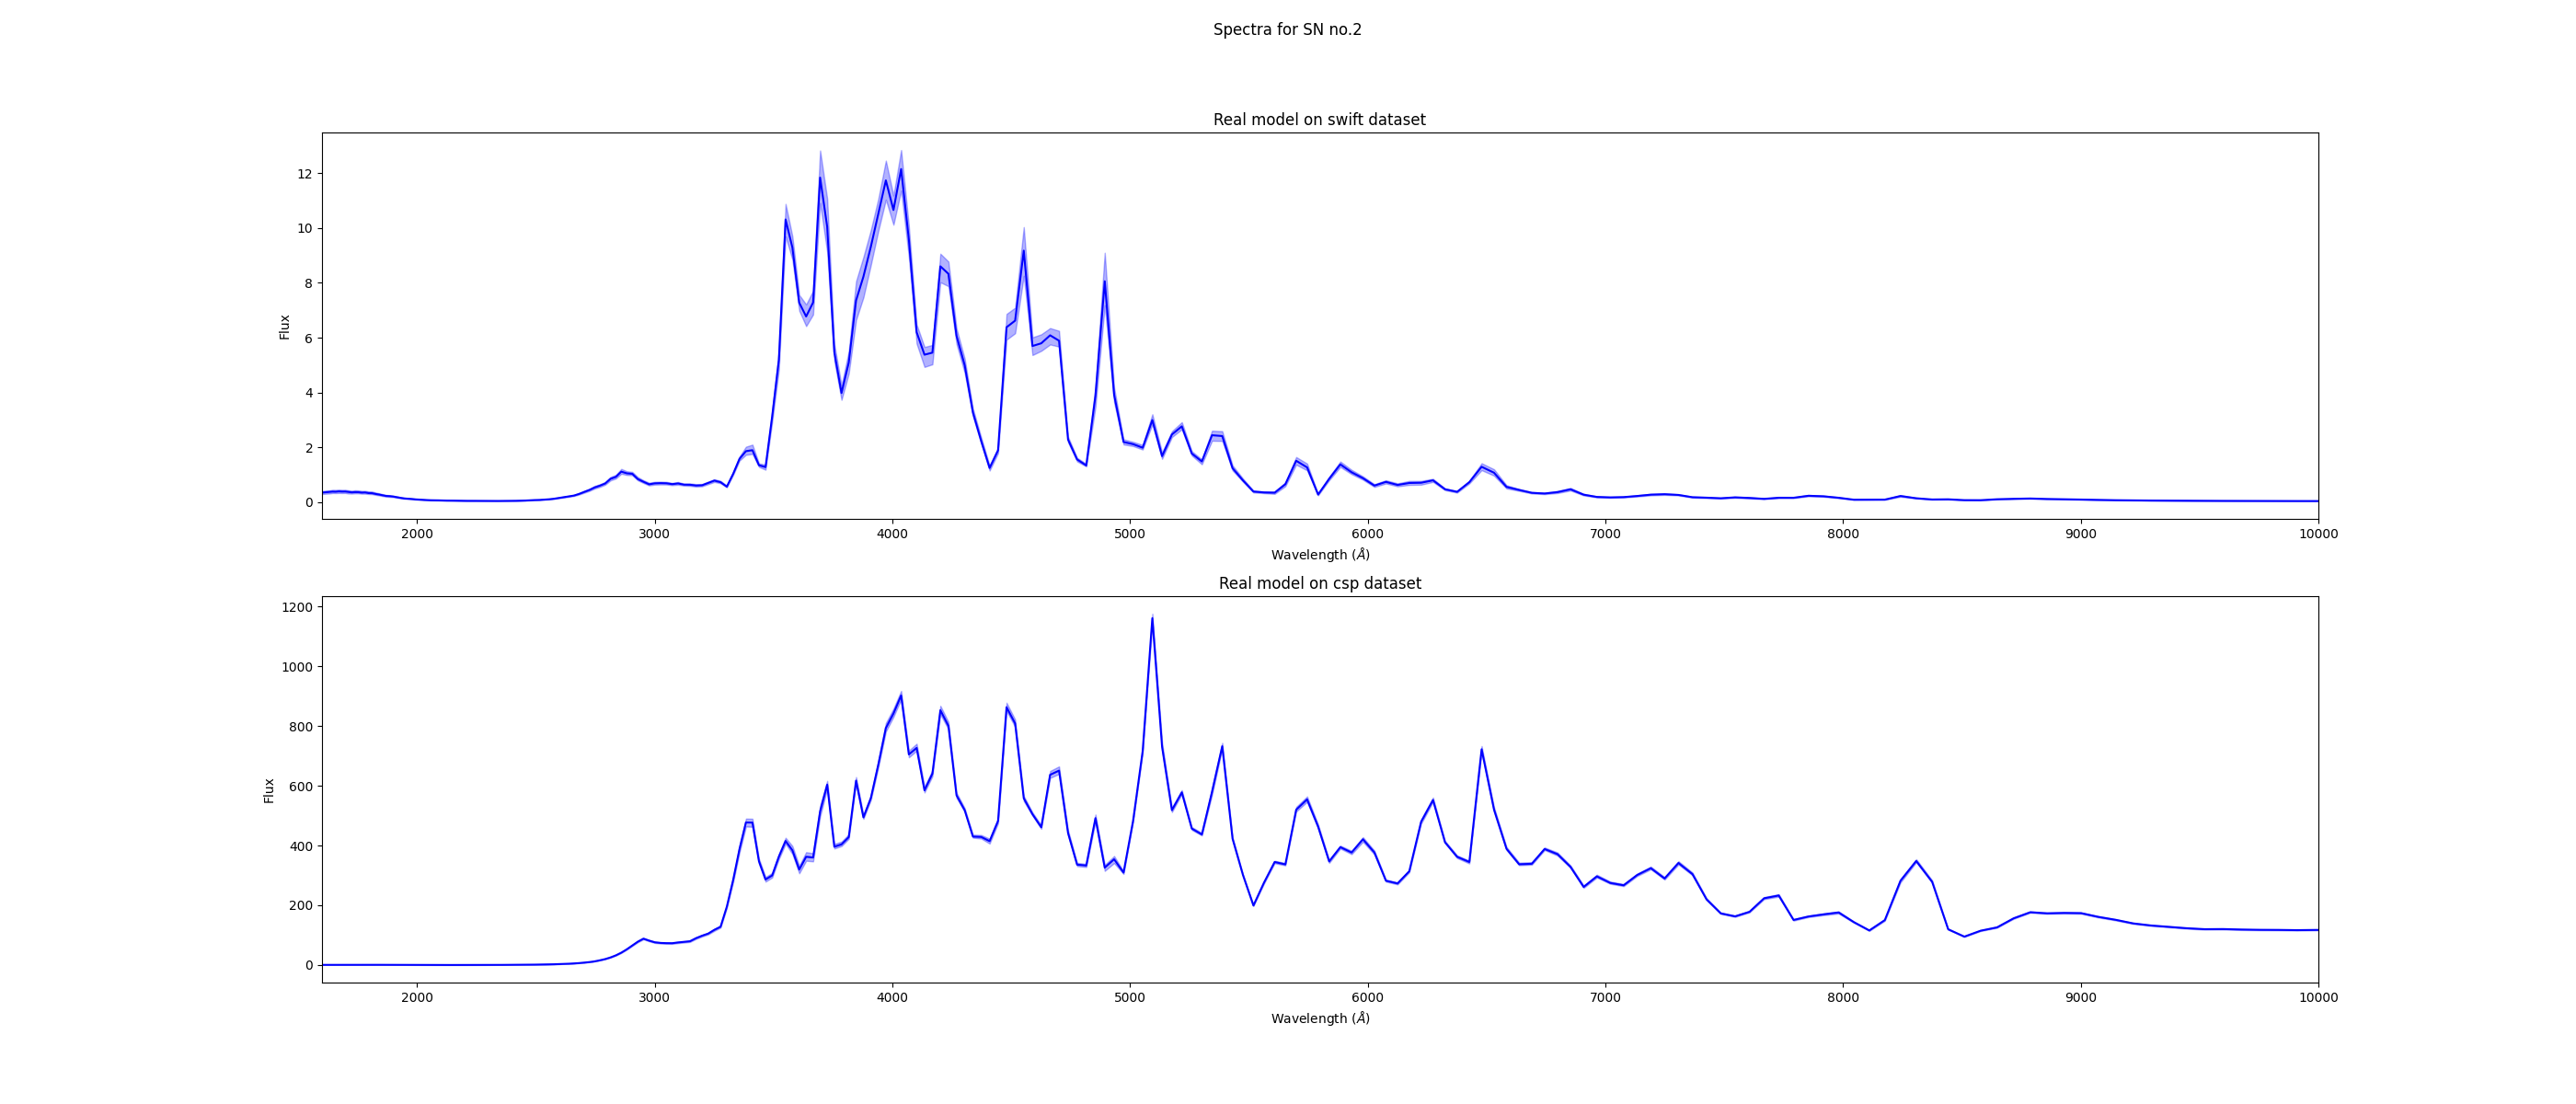 Spectra for SN no.2
Real model on swift dataset
12
10
8
6
4
2
0
Flux
2000 3000 4000 5000 6000 7000 8000 9000 10000
Wavelength (Å)
Real model on csp dataset
1200
1000
800
600
400
200
0
Flux
2000 3000 4000 5000 6000 7000 8000 9000 10000
Wavelength (Å)